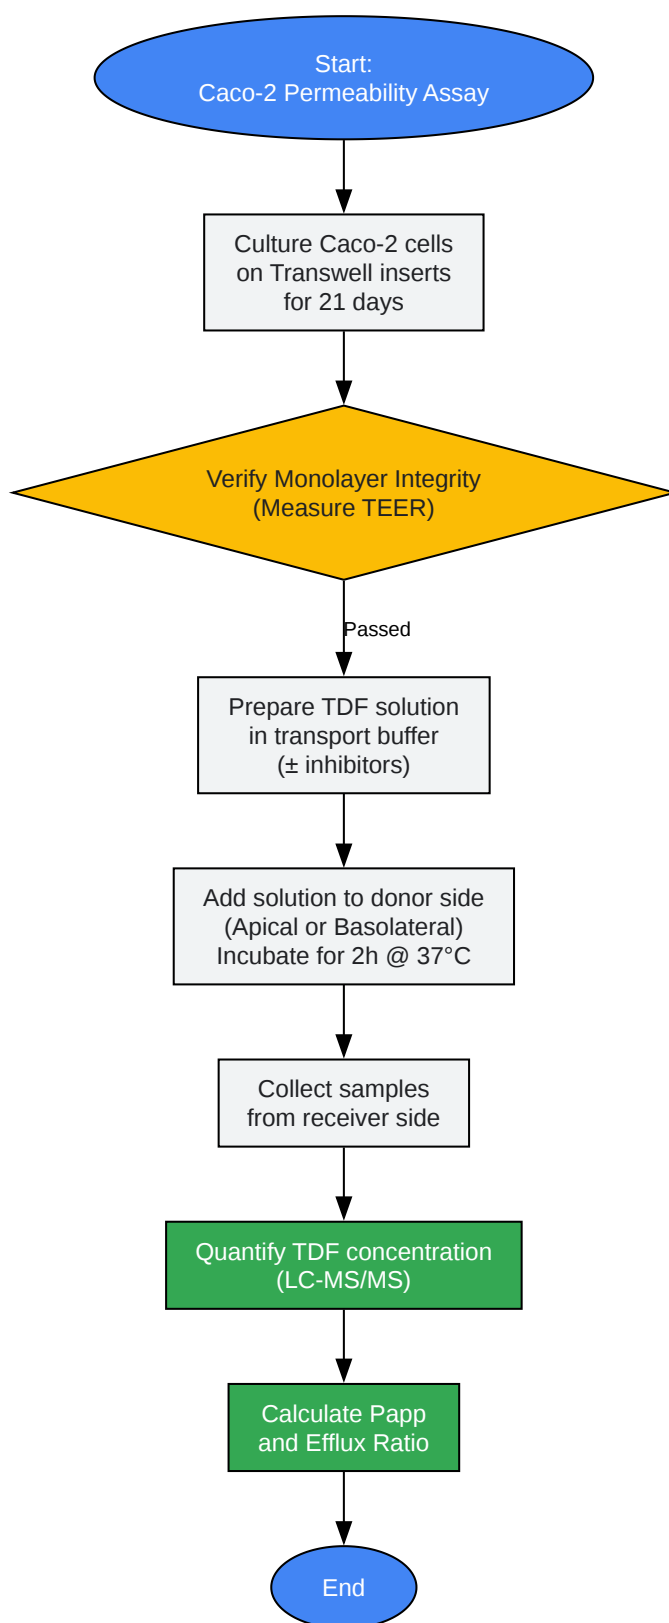 Start:
Caco-2 Permeability Assay
Culture Caco-2 cells
on Transwell inserts
for 21 days
Verify Monolayer Integrity
(Measure TEER)
Passed
Prepare TDF solution
in transport buffer
(± inhibitors)
Add solution to donor side
(Apical or Basolateral)
Incubate for 2h @ 37°C
Collect samples
from receiver side
Quantify TDF concentration
(LC-MS/MS)
Calculate Papp
and Efflux Ratio
End